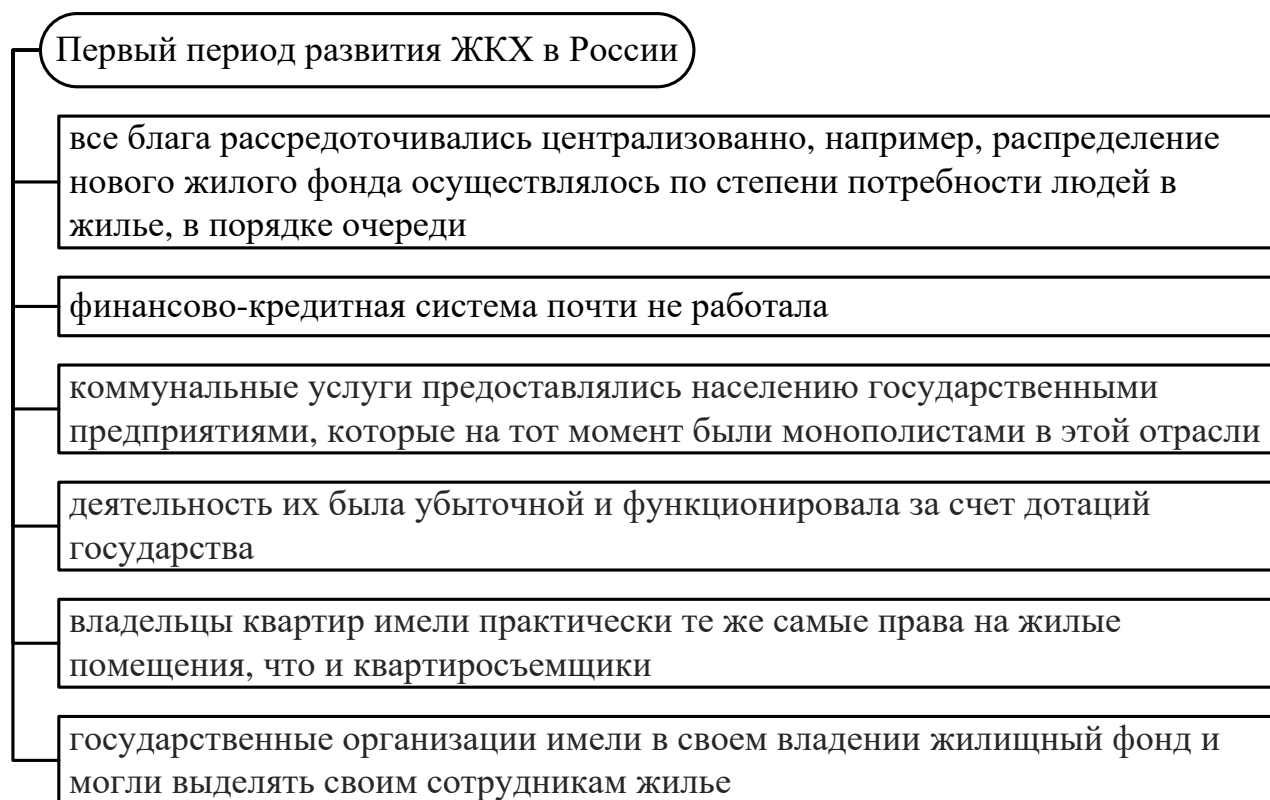 Первый период развития ЖКХ в России
все блага рассредоточивались централизованно, например, распределение
нового жилого фонда осуществлялось по степени потребности людей в
жилье, в порядке очереди
финансово-кредитная система почти не работала
коммунальные услуги предоставлялись населению государственными
предприятиями, которые на тот момент были монополистами в этой отрасли
деятельность их была убыточной и функционировала за счет дотаций
государства
владельцы квартир имели практически те же самые права на жилые
помещения, что и квартиросъемщики
государственные организации имели в своем владении жилищный фонд и
могли выделять своим сотрудникам жилье